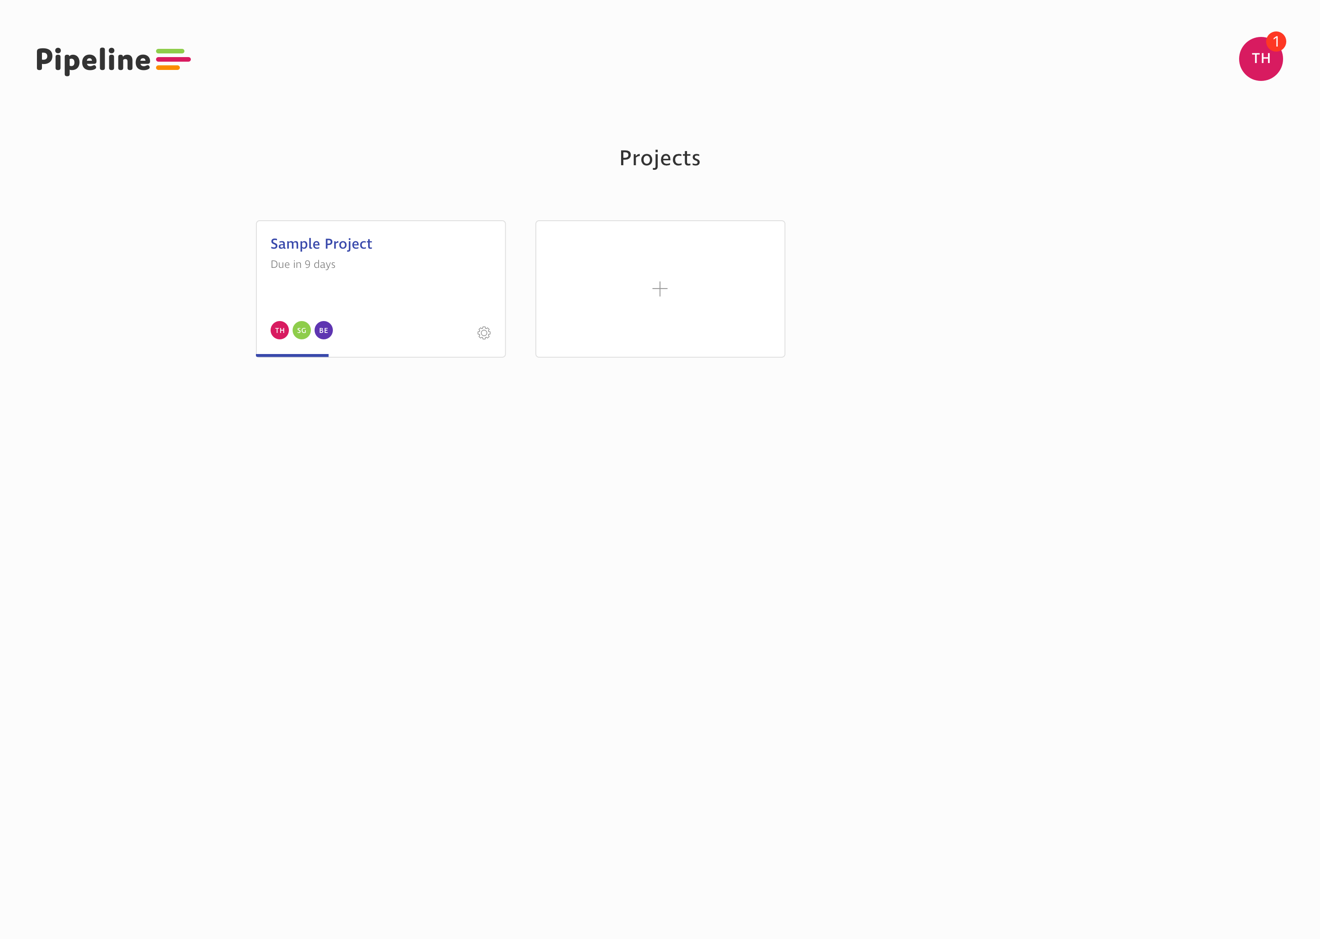 Pipeline
1
TH
Projects
Sample Project
Due in 9 days
TH SG BE